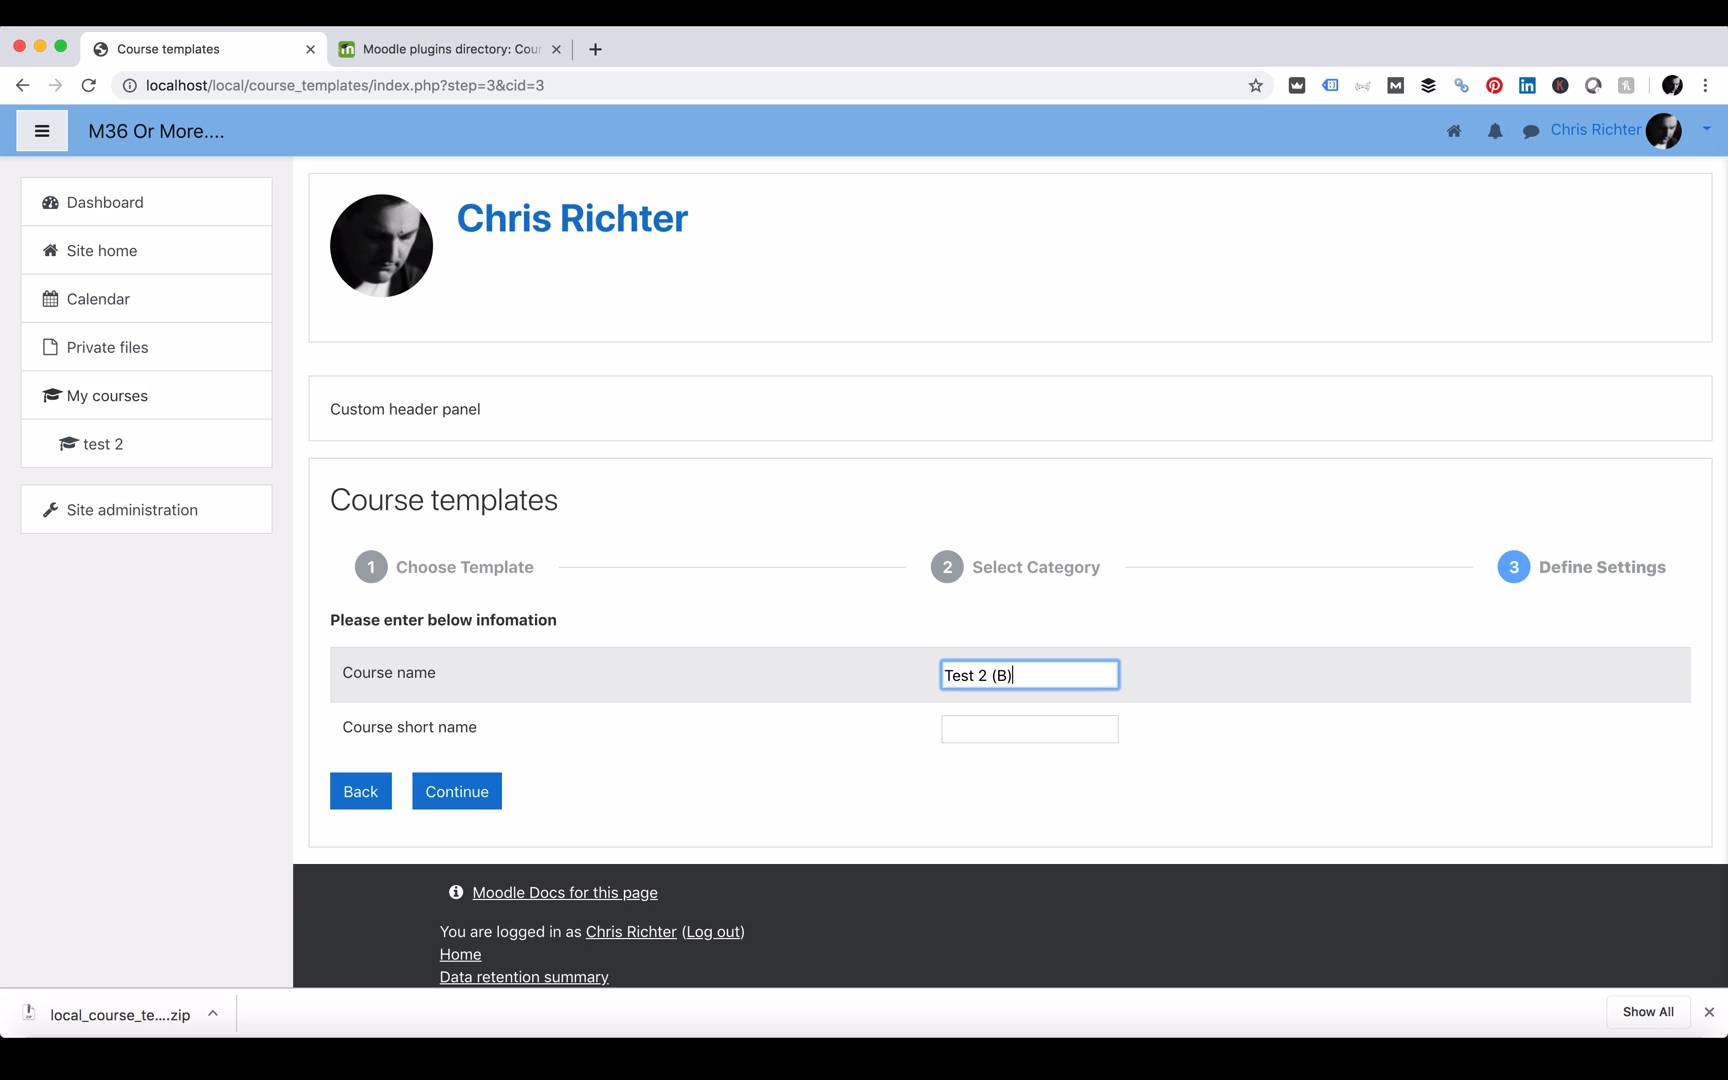 Course templates
Moodle plugins directory: Cour
localhost/local/course_templates/index.php?step=3&cid=3
M36 Or More....
Chris Richter
Dashboard
Site home
Calendar
Private files
My courses
test 2
Site administration
Chris Richter
Custom header panel
Course templates
1 Choose Template
2 Select Category
3 Define Settings
Please enter below infomation
Course name
Test 2 (B)
Course short name
Back
Continue
Moodle Docs for this page
You are logged in as Chris Richter (Log out)
Home
Data retention summary
local_course_te....zip
Show All